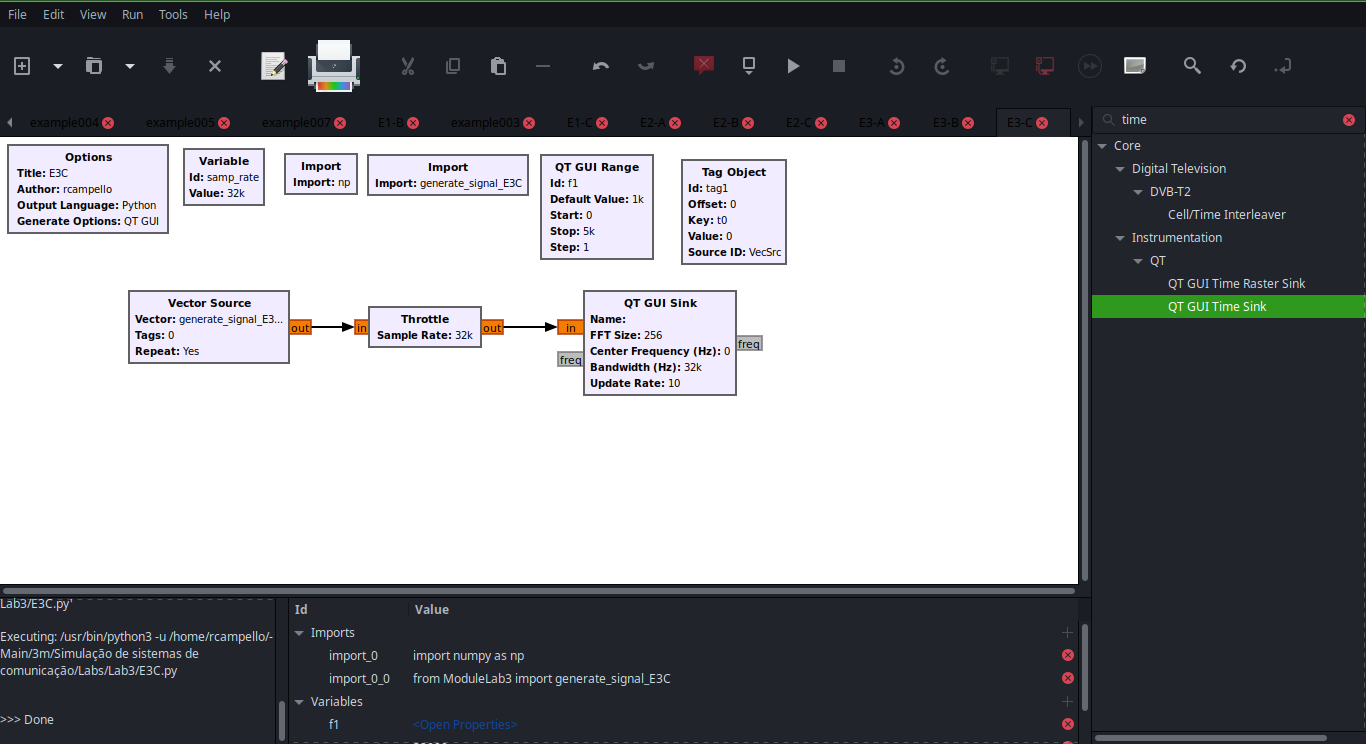 File Edit View Run Tools Help
example004 example005 example007 E1-B example003 E1-C E2-A E2-B E2-C E3-A E3-B E3-C
time
Options
Title: E3C
Author: rcampello
Output Language: Python
Generate Options: QT GUI
Variable
Id: samp_rate
Value: 32k
Import
Import: np
Import
Import: generate_signal_E3C
QT GUI Range
Id: f1
Default Value: 1k
Start: 0
Stop: 5k
Step: 1
Tag Object
Id: tag1
Offset: 0
Key: t0
Value: 0
Source ID: VecSrc
Vector Source
Vector: generate_signal_E3...
Tags: 0
Repeat: Yes
out
in
Throttle
Sample Rate: 32k
out
in
freq
QT GUI Sink
Name:
FFT Size: 256
Center Frequency (Hz): 0
Bandwidth (Hz): 32k
Update Rate: 10
freq
Core
Digital Television
DVB-T2
Cell/Time Interleaver
Instrumentation
QT
QT GUI Time Raster Sink
QT GUI Time Sink
Lab3/E3C.py'
Executing: /usr/bin/python3 -u /home/rcampello/-
Main/3m/Simulação de sistemas de
comunicação/Labs/Lab3/E3C.py
>>> Done
Id Value
Imports
import_0 import numpy as np
import_0_0 from ModuleLab3 import generate_signal_E3C
Variables
f1 <Open Properties>